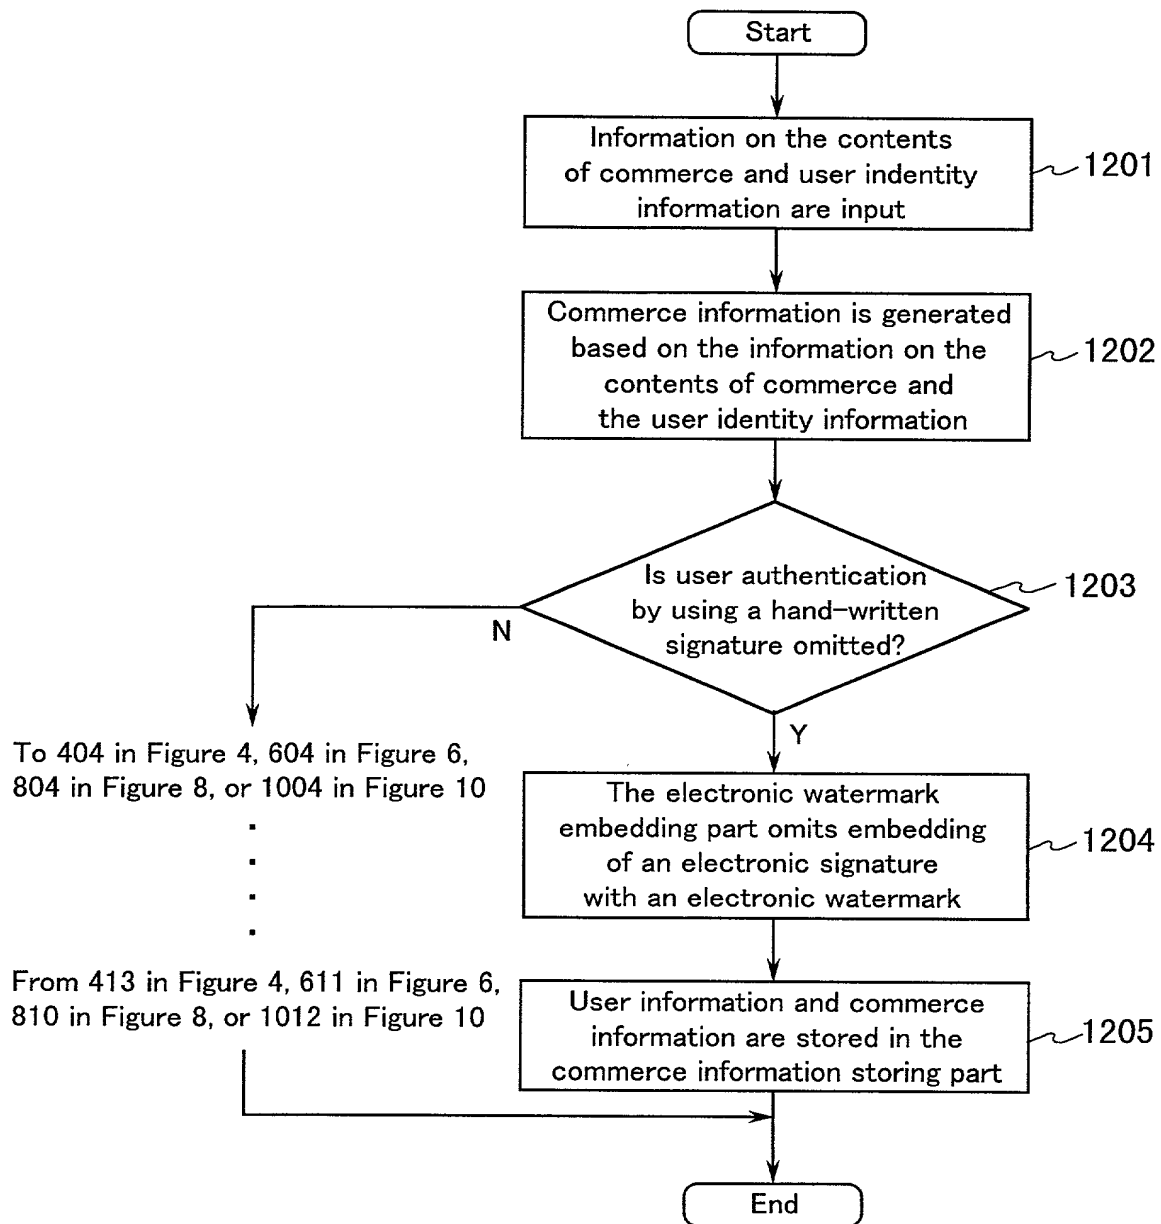 Start
Information on the contents
of commerce and user indentity
information are input
1201
Commerce information is generated
based on the information on the
contents of commerce and
the user identity information
1202
Is user authentication
by using a hand-written
signature omitted?
1203
N
Y
To 404 in Figure 4, 604 in Figure 6,
804 in Figure 8, or 1004 in Figure 10
The electronic watermark
embedding part omits embedding
of an electronic signature
with an electronic watermark
1204
From 413 in Figure 4, 611 in Figure 6,
810 in Figure 8, or 1012 in Figure 10
User information and commerce
information are stored in the
commerce information storing part
1205
End